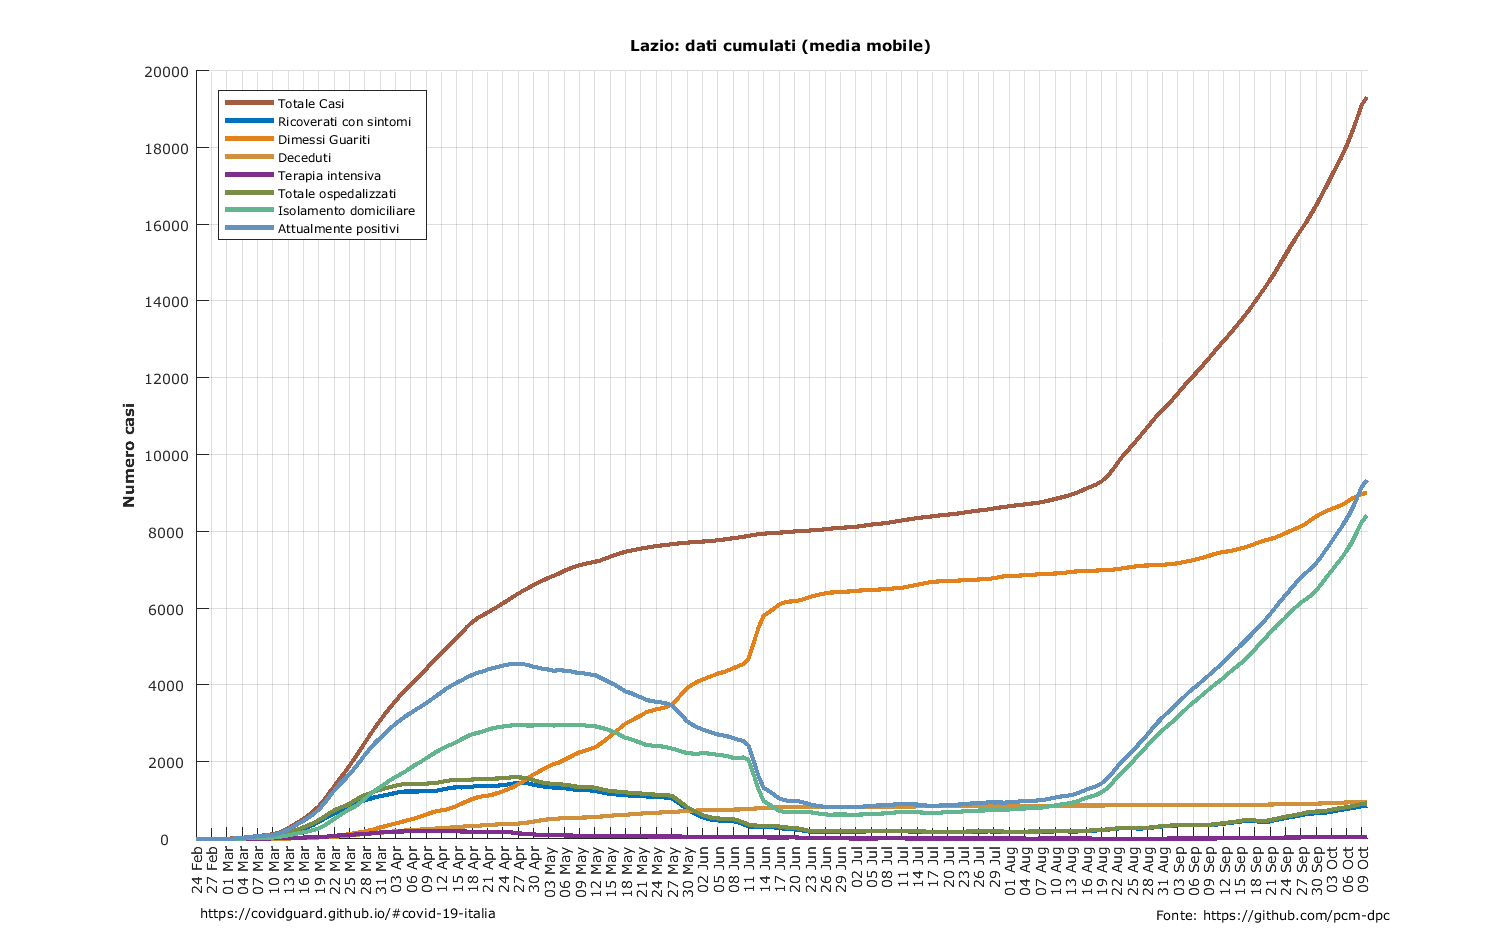 Lazio: dati cumulati (media mobile)
20000
18000
16000
14000
12000
10000
8000
6000
4000
2000
0
Numero casi
Totale Casi
Ricoverati con sintomi
Dimessi Guariti
Deceduti
Terapia intensiva
Totale ospedalizzati
Isolamento domiciliare
Attualmente positivi
24 Feb
27 Feb
01 Mar
04 Mar
07 Mar
10 Mar
13 Mar
16 Mar
19 Mar
22 Mar
25 Mar
28 Mar
31 Mar
03 Apr
06 Apr
09 Apr
12 Apr
15 Apr
18 Apr
21 Apr
24 Apr
27 Apr
30 Apr
03 May
06 May
09 May
12 May
15 May
18 May
21 May
24 May
27 May
30 May
02 Jun
05 Jun
08 Jun
11 Jun
14 Jun
17 Jun
20 Jun
23 Jun
26 Jun
29 Jun
02 Jul
05 Jul
08 Jul
11 Jul
14 Jul
17 Jul
20 Jul
23 Jul
26 Jul
29 Jul
01 Aug
04 Aug
07 Aug
10 Aug
13 Aug
16 Aug
19 Aug
22 Aug
25 Aug
28 Aug
31 Aug
03 Sep
06 Sep
09 Sep
12 Sep
15 Sep
18 Sep
21 Sep
24 Sep
27 Sep
30 Sep
03 Oct
06 Oct
09 Oct
https://covidguard.github.io/#covid-19-italia
Fonte: https://github.com/pcm-dpc